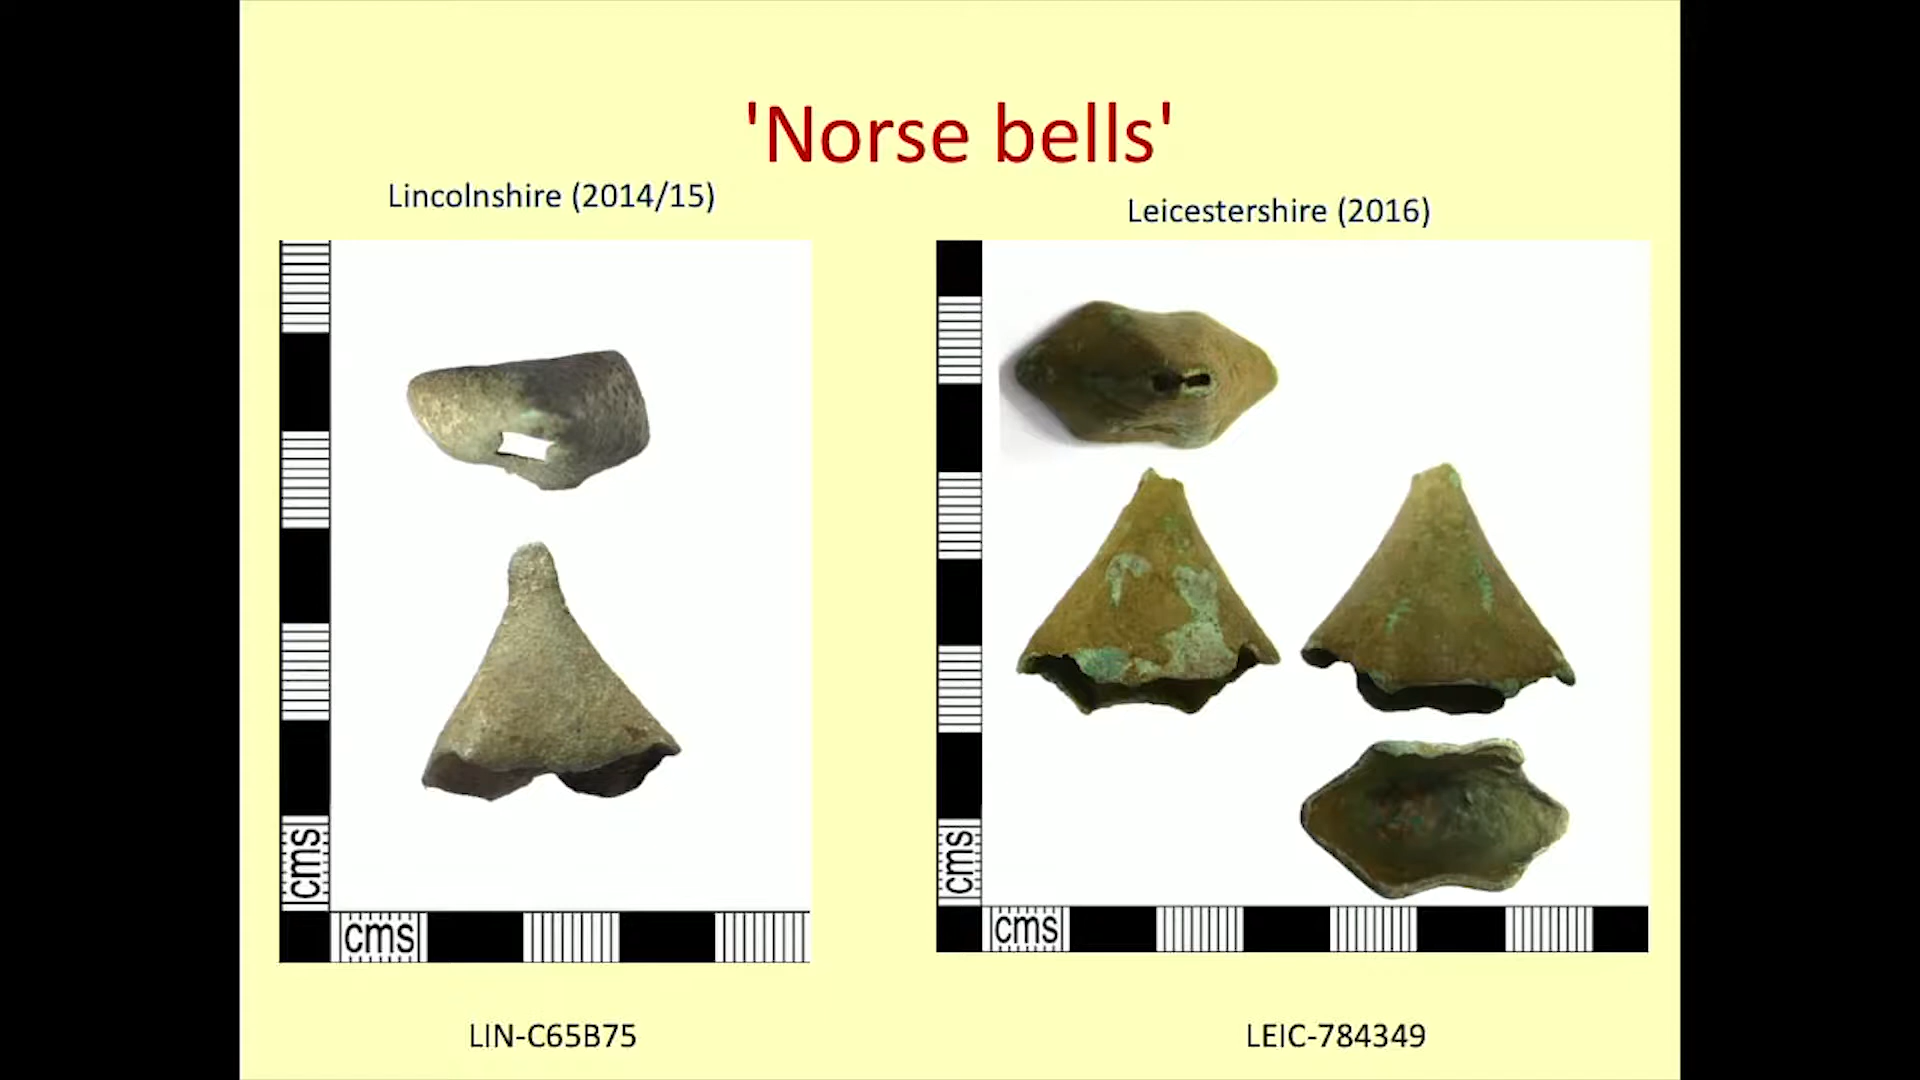 'Norse bells'
Lincolnshire (2014/15)
Leicestershire (2016)
cms
cms
cms
cms
LIN-C65B75
LEIC-784349